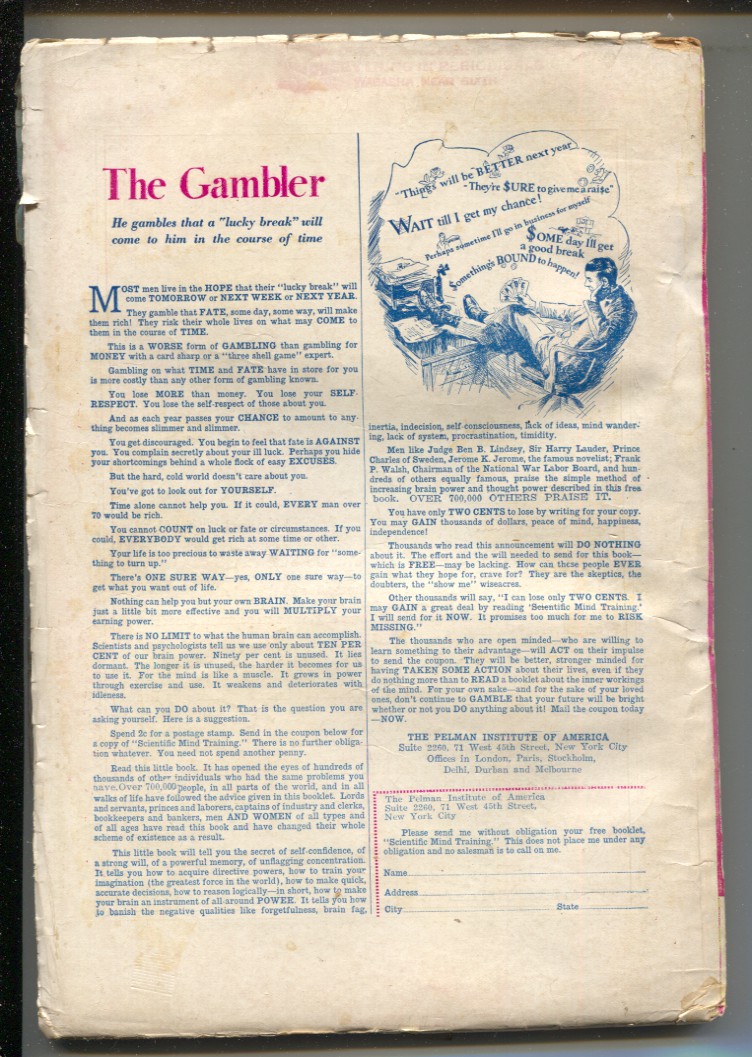 The Gambler
He gambles that a "lucky break" will
come to him in the course of time
MOST men live in the HOPE that their "lucky break" will
come TOMORROW or NEXT WEEK or NEXT YEAR.
They gamble that FATE, some day, some way, will make
them rich! They risk their whole lives on what may COME to
them in the course of TIME.
This is a WORSE form of GAMBLING than gambling for
MONEY with a card sharp or a "three shell game" expert.
Gambling on what TIME and FATE have in store for you
is more costly than any other form of gambling known.
You lose MORE than money. You lose your SELF-
RESPECT. You lose the self-respect of those about you.
And as each year passes your CHANCE to amount to any-
thing becomes slimmer and slimmer.
You get discouraged. You begin to feel that fate is AGAINST
you. You complain secretly about your ill luck. Perhaps you hide
your shortcomings behind a whole flock of easy EXCUSES.
But the hard, cold world doesn't care about you.
You've got to look out for YOURSELF.
Time alone cannot help you. If it could, EVERY man over
70 would be rich.
You cannot COUNT on luck or fate or circumstances. If you
could, EVERYBODY would get rich at some time or other.
Your life is too precious to waste away WAITING for "some-
thing to turn up."
There's ONE SURE WAY—yes, ONLY one sure way—to
get what you want out of life.
Nothing can help you but your own BRAIN. Make your brain
just a little bit more effective and you will MULTIPLY your
earning power.
There is NO LIMIT to what the human brain can accomplish.
Scientists and psychologists tell us we use only about TEN PER
CENT of our brain power. Ninety per cent is unused. It lies
dormant. The longer it is unused, the harder it becomes for us
to use it. For the mind is like a muscle. It grows in power
through exercise and use. It weakens and deteriorates with
idleness.
What can you DO about it? That is the question you are
asking yourself. Here is a suggestion.
Spend 2c for a postage stamp. Send in the coupon below for
a copy of "Scientific Mind Training." There is no further obliga-
tion whatever. You need not spend another penny.
Read this little book. It has opened the eyes of hundreds of
thousands of other individuals who had the same problems you
have. Over 700,000 people, in all parts of the world, and in all
walks of life have followed the advice given in this booklet. Lords
and servants, princes and laborers, captains of industry and clerks,
bookkeepers and bankers, men AND WOMEN of all types and
of all ages have read this book and have changed their whole
scheme of existence as a result.
This little book will tell you the secret of self-confidence, of
a strong will, of a powerful memory, of unflagging concentration.
It tells you how to acquire directive powers, how to train your
imagination (the greatest force in the world), how to make quick,
accurate decisions, how to reason logically—in short, how to make
your brain an instrument of all-around POWER. It tells you how
to banish the negative qualities like forgetfulness, brain fag,
"Things will be BETTER next year
"They're $URE to give me a raise"
WAIT till I get my chance!
Perhaps sometime I'll go in business for myself
$OME day I'll get
a good break
$omething's BOUND to happen!
inertia, indecision, self-consciousness, lack of ideas, mind wander-
ing, lack of system, procrastination, timidity.
Men like Judge Ben B. Lindsey, Sir Harry Lauder, Prince
Charles of Sweden, Jerome K. Jerome, the famous novelist; Frank
P. Walsh, Chairman of the National War Labor Board, and hun-
dreds of others equally famous, praise the simple method of
increasing brain power and thought power described in this free
book. OVER 700,000 OTHERS PRAISE IT.
You have only TWO CENTS to lose by writing for your copy.
You may GAIN thousands of dollars, peace of mind, happiness,
independence!
Thousands who read this announcement will DO NOTHING
about it. The effort and the will needed to send for this book—
which is FREE—may be lacking. How can these people EVER
gain what they hope for, crave for? They are the skeptics, the
doubters, the "show me" wiseacres.
Other thousands will say, "I can lose only TWO CENTS. I
may GAIN a great deal by reading 'Scientific Mind Training.'
I will send for it NOW. It promises too much for me to RISK
MISSING."
The thousands who are open minded—who are willing to
learn something to their advantage—will ACT on their impulse
to send the coupon. They will be better, stronger minded for
having TAKEN SOME ACTION about their lives, even if they
do nothing more than to READ a booklet about the inner workings
of the mind. For your own sake—and for the sake of your loved
ones, don't continue to GAMBLE that your future will be bright
whether or not you DO anything about it! Mail the coupon today
—NOW.
THE PELMAN INSTITUTE OF AMERICA
Suite 2260, 71 West 45th Street, New York City
Offices in London, Paris, Stockholm,
Delhi, Durban and Melbourne
The Pelman Institute of America
Suite 2260, 71 West 45th Street,
New York City
Please send me without obligation your free booklet,
"Scientific Mind Training." This does not place me under any
obligation and no salesman is to call on me.
Name
Address
City State